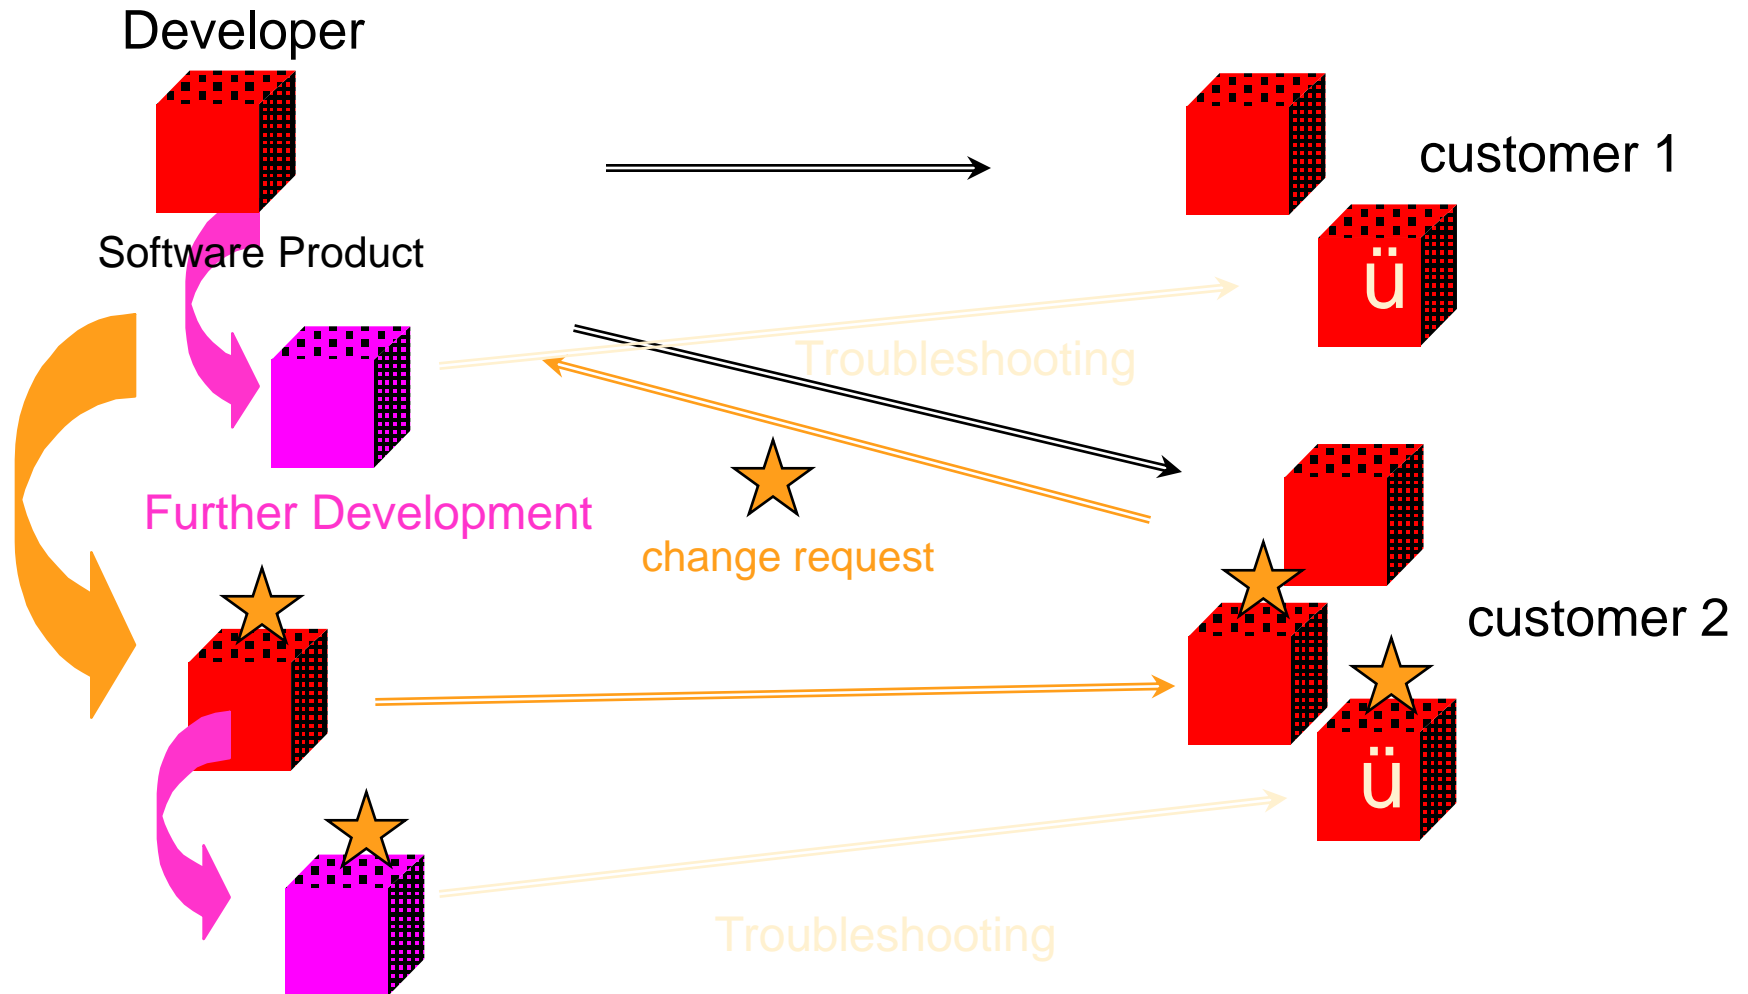 Developer
customer 1
Software Product
ü
Troubleshooting
Further Development
change request
customer 2
ü
Troubleshooting